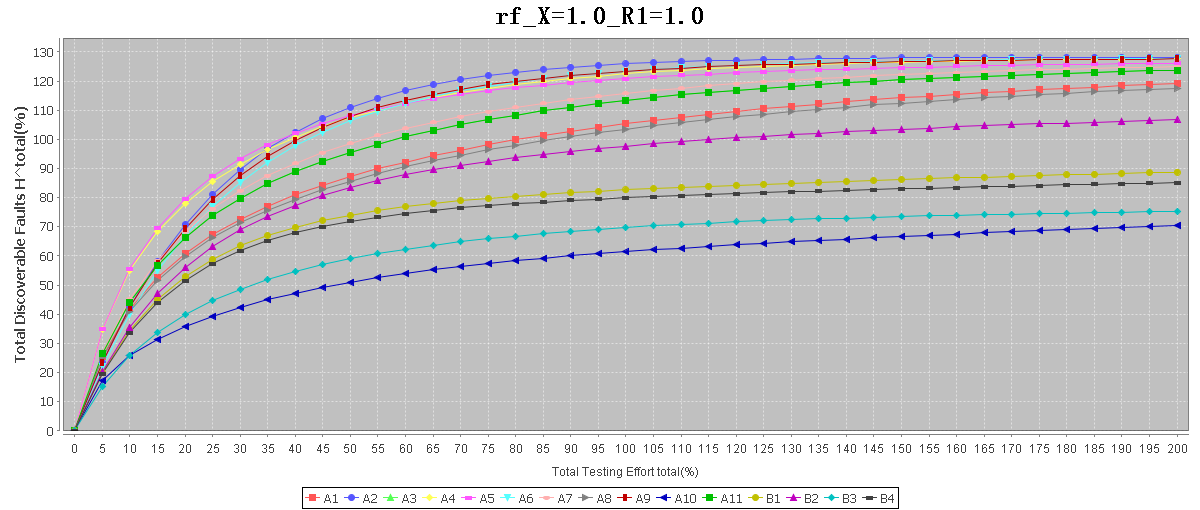 rf_X=1.0_R1=1.0
Total Discoverable Faults H^total(%)
130
120
110
100
90
80
70
60
50
40
30
20
10
0
0 5 10 15 20 25 30 35 40 45 50 55 60 65 70 75 80 85 90 95 100 105 110 115 120 125 130 135 140 145 150 155 160 165 170 175 180 185 190 195 200
Total Testing Effort total(%)
A1 A2 A3 A4 A5 A6 A7 A8 A9 A10 A11 B1 B2 B3 B4